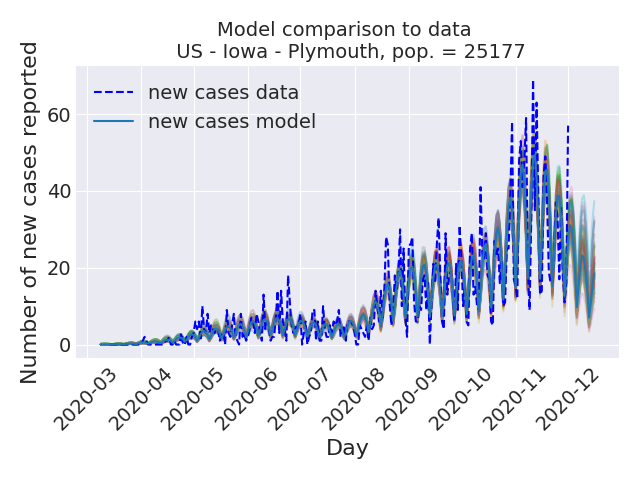 Model comparison to data
US - Iowa - Plymouth, pop. = 25177
Number of new cases reported
60
40
20
0
new cases data
new cases model
2020-03
2020-04
2020-05
2020-06
2020-07
2020-08
2020-09
2020-10
2020-11
2020-12
Day